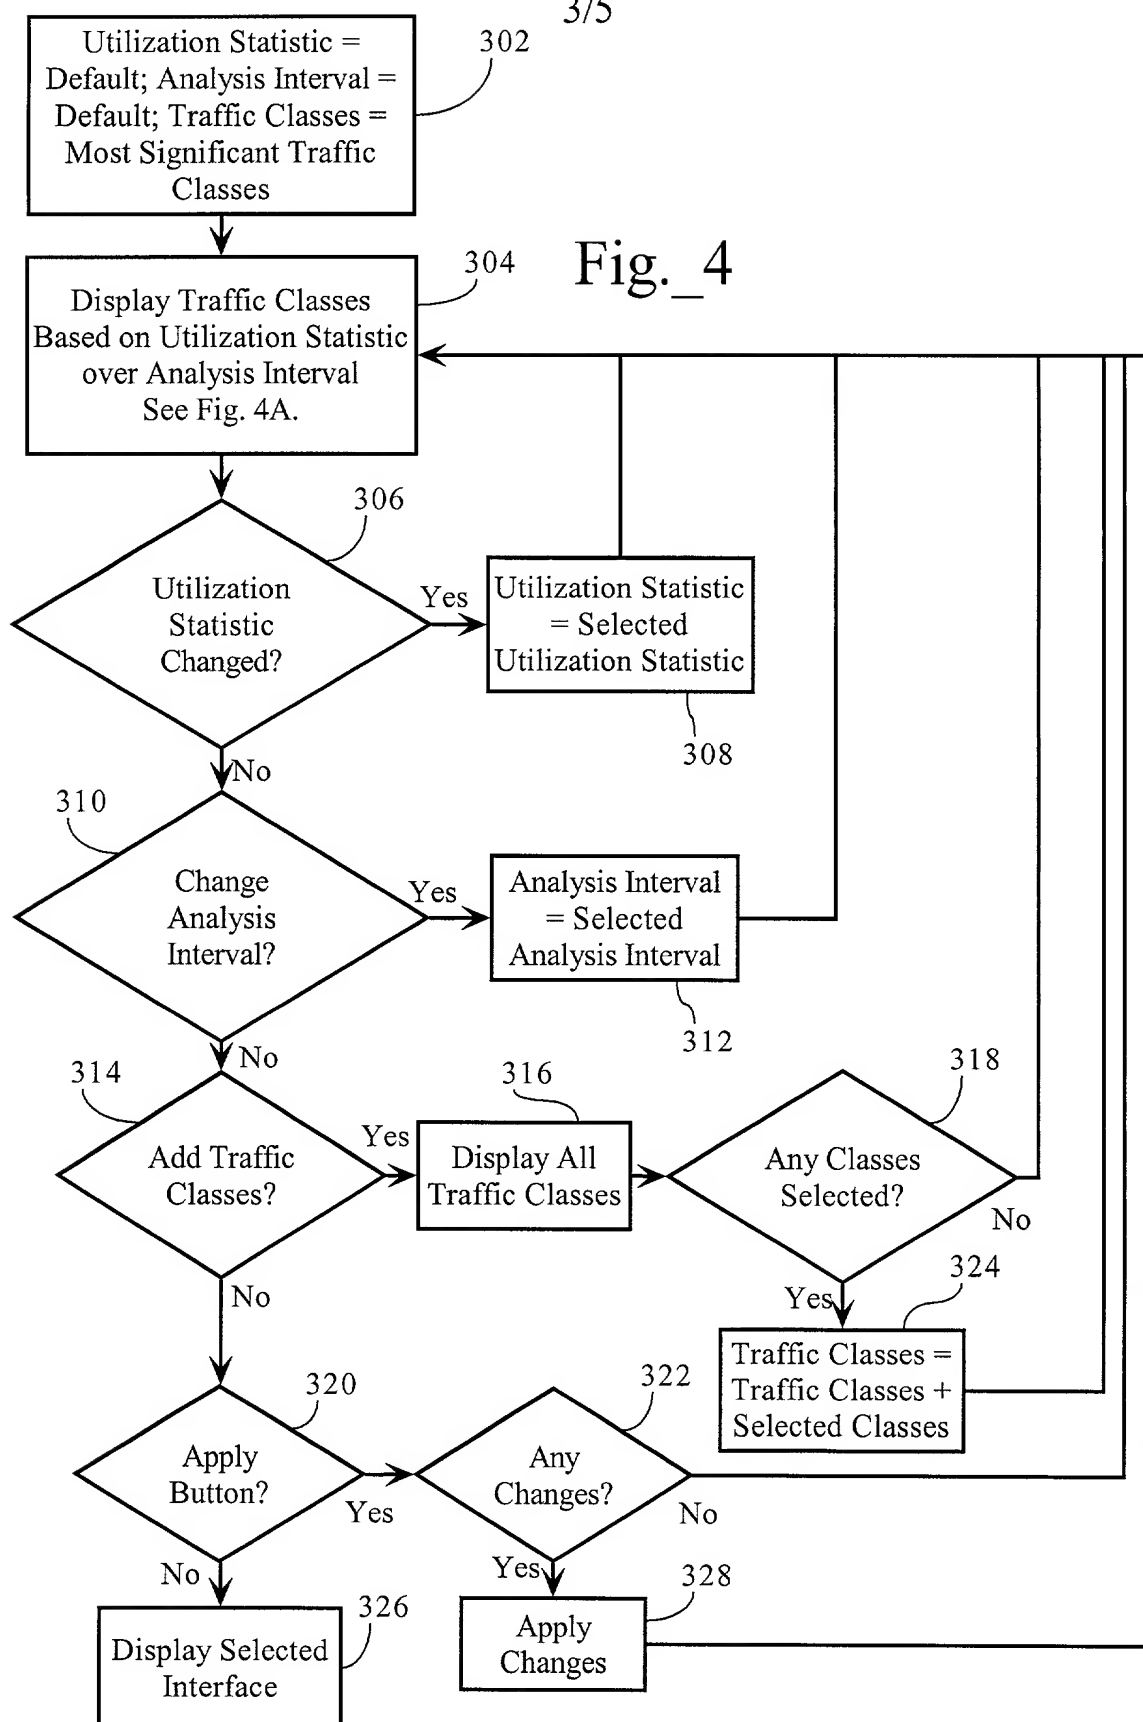 3/5
Utilization Statistic =
Default; Analysis Interval =
Default; Traffic Classes =
Most Significant Traffic
Classes
302
Fig._4
304
Display Traffic Classes
Based on Utilization Statistic
over Analysis Interval
See Fig. 4A.
306
Utilization
Statistic
Changed?
Yes
Utilization Statistic
= Selected
Utilization Statistic
308
No
310
Change
Analysis
Interval?
Yes
Analysis Interval
= Selected
Analysis Interval
312
No
314
Add Traffic
Classes?
Yes
316
Display All
Traffic Classes
318
Any Classes
Selected?
No
Yes
324
Traffic Classes =
Traffic Classes +
Selected Classes
No
320
Apply
Button?
Yes
322
Any
Changes?
No
Yes
328
Apply
Changes
No
326
Display Selected
Interface